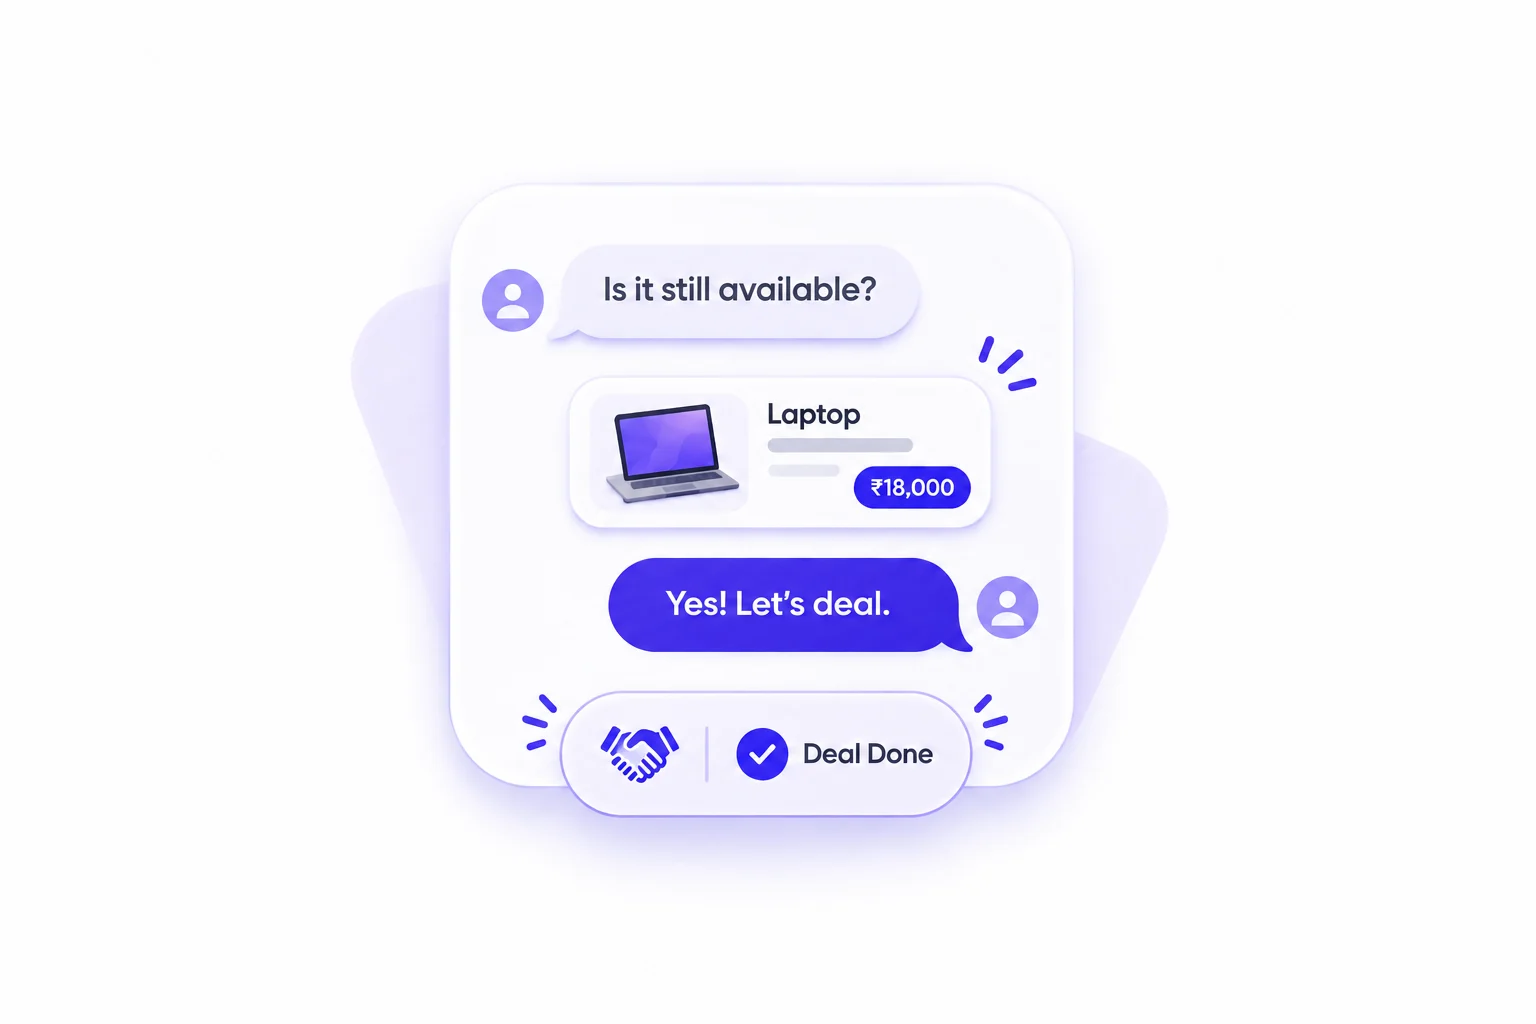 Is it still available?
Laptop
₹18,000
Yes! Let’s deal.
Deal Done